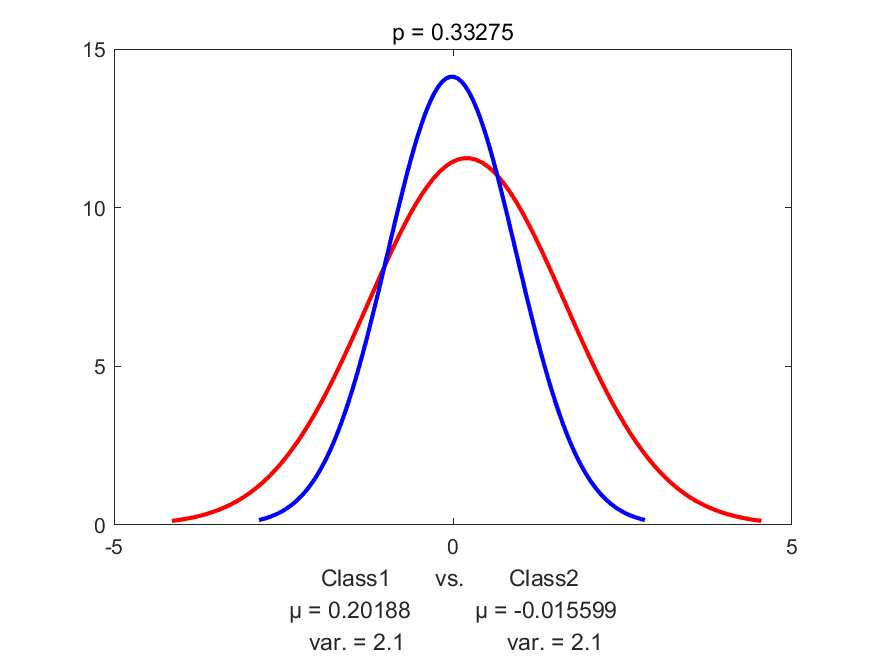 p = 0.33275
15
10
5
0
-5 0 5
Class1 vs. Class2
μ = 0.20188 μ = -0.015599
var. = 2.1 var. = 2.1